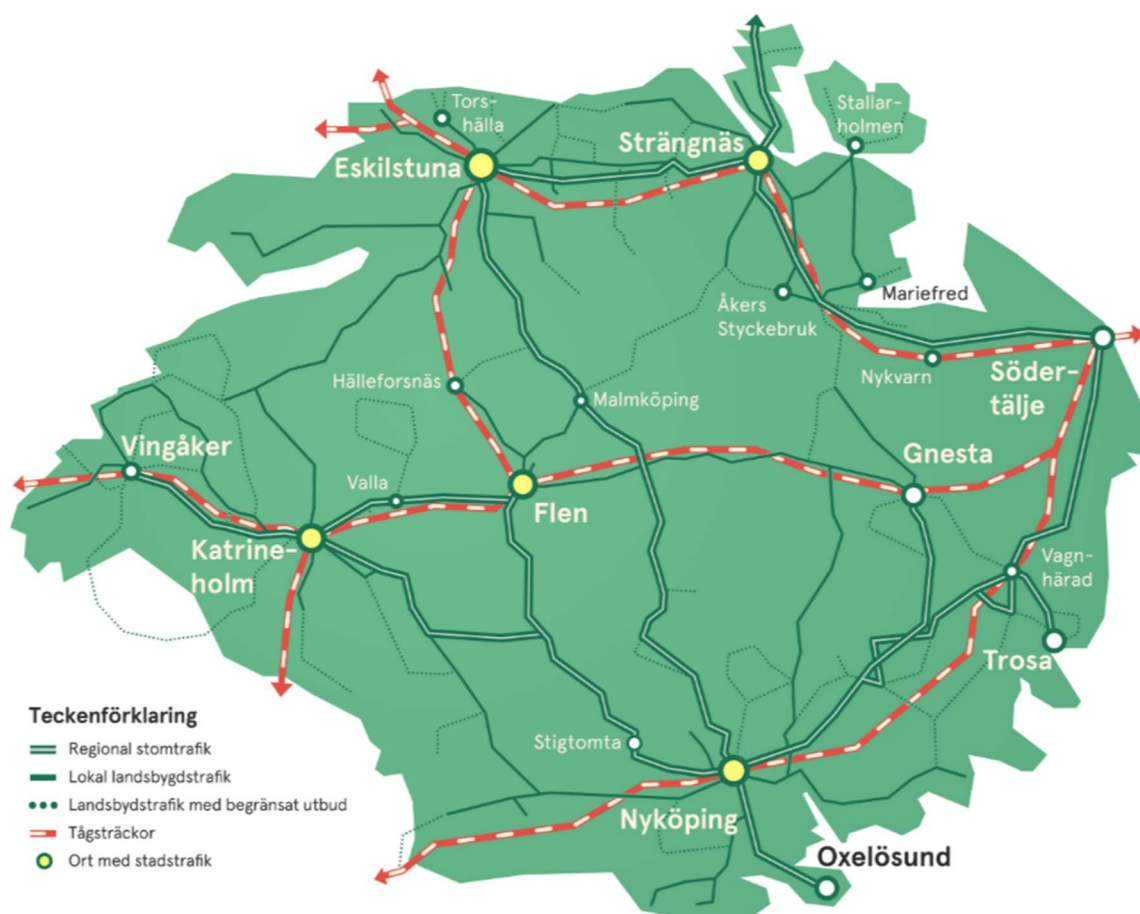 Tors-
hälla
Stallar-
holmen
Strängnäs
Eskilstuna
Mariefred
Åkers
Styckebruk
Nykvarn
Söder-
tälje
Hälleforsnäs
Malmköping
Vingåker
Gnesta
Valla
Flen
Katrine-
holm
Vagn-
härad
Trosa
Stigtomta
Nyköping
Oxelösund
Teckenförklaring
Regional stomtrafik
Lokal landsbygdstrafik
Landsbydstrafik med begränsat utbud
Tågsträckor
Ort med stadstrafik